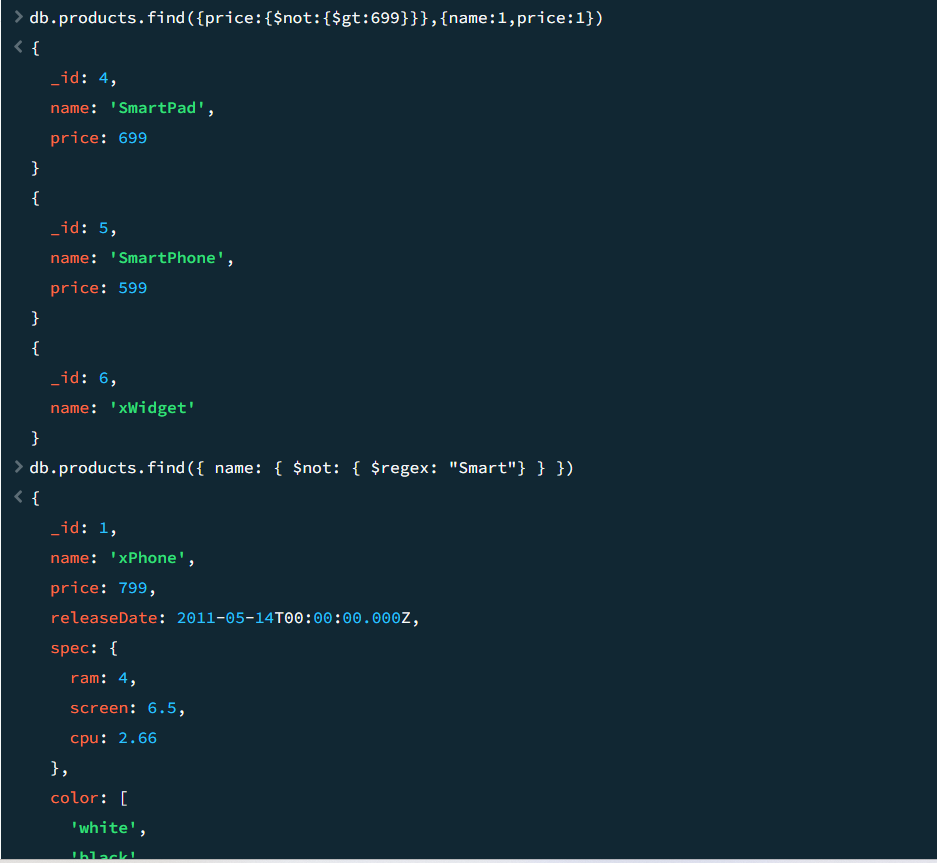 > db.products.find({price:{$not:{$gt:699}}},{name:1,price:1})
< {
_id: 4,
name: 'SmartPad',
price: 699
}
{
_id: 5,
name: 'SmartPhone',
price: 599
}
{
_id: 6,
name: 'xWidget'
}
> db.products.find({ name: { $not: { $regex: "Smart"} } })
< {
_id: 1,
name: 'xPhone',
price: 799,
releaseDate: 2011-05-14T00:00:00.000Z,
spec: {
ram: 4,
screen: 6.5,
cpu: 2.66
},
color: [
'white',
'black'